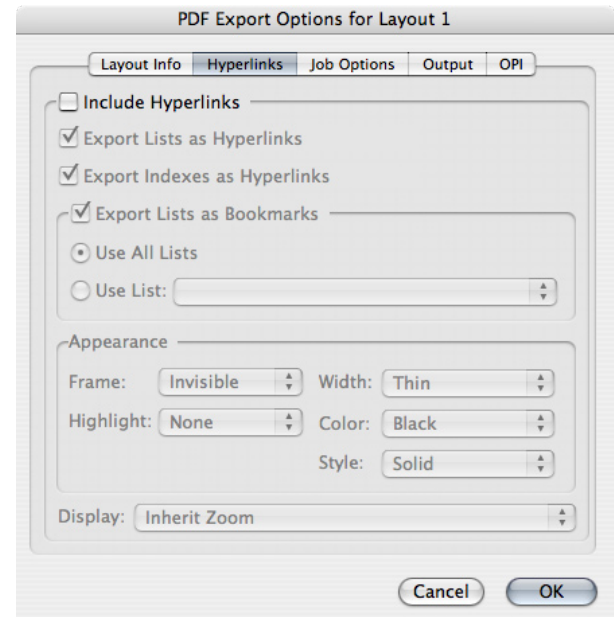 PDF Export Options for Layout 1
Layout Info Hyperlinks Job Options Output OPI
Include Hyperlinks
Export Lists as Hyperlinks
Export Indexes as Hyperlinks
Export Lists as Bookmarks
Use All Lists
Use List:
Appearance
Frame: Invisible Width: Thin
Highlight: None Color: Black
Style: Solid
Display: Inherit Zoom
Cancel OK